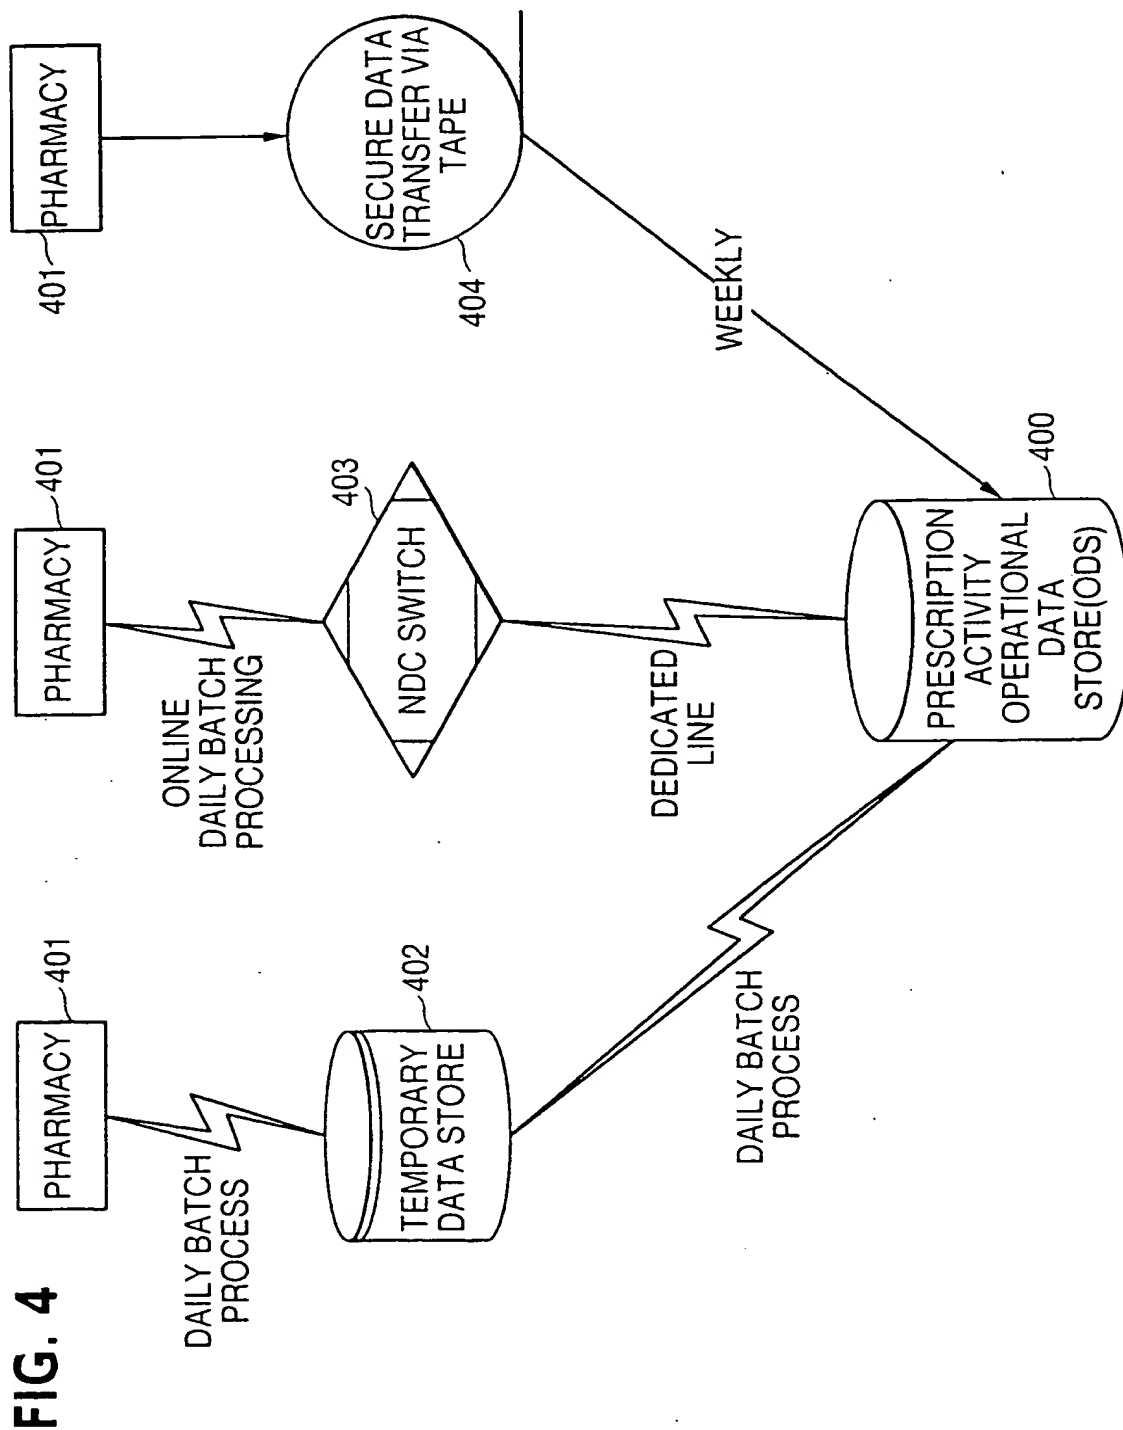 FIG. 4
PHARMACY
401
DAILY BATCH
PROCESS
TEMPORARY
DATA STORE
402
DAILY BATCH
PROCESS
PHARMACY
401
ONLINE
DAILY BATCH
PROCESSING
NDC SWITCH
403
DEDICATED
LINE
PHARMACY
401
SECURE DATA
TRANSFER VIA
TAPE
404
WEEKLY
PRESCRIPTION
ACTIVITY
OPERATIONAL
DATA
STORE(ODS)
400